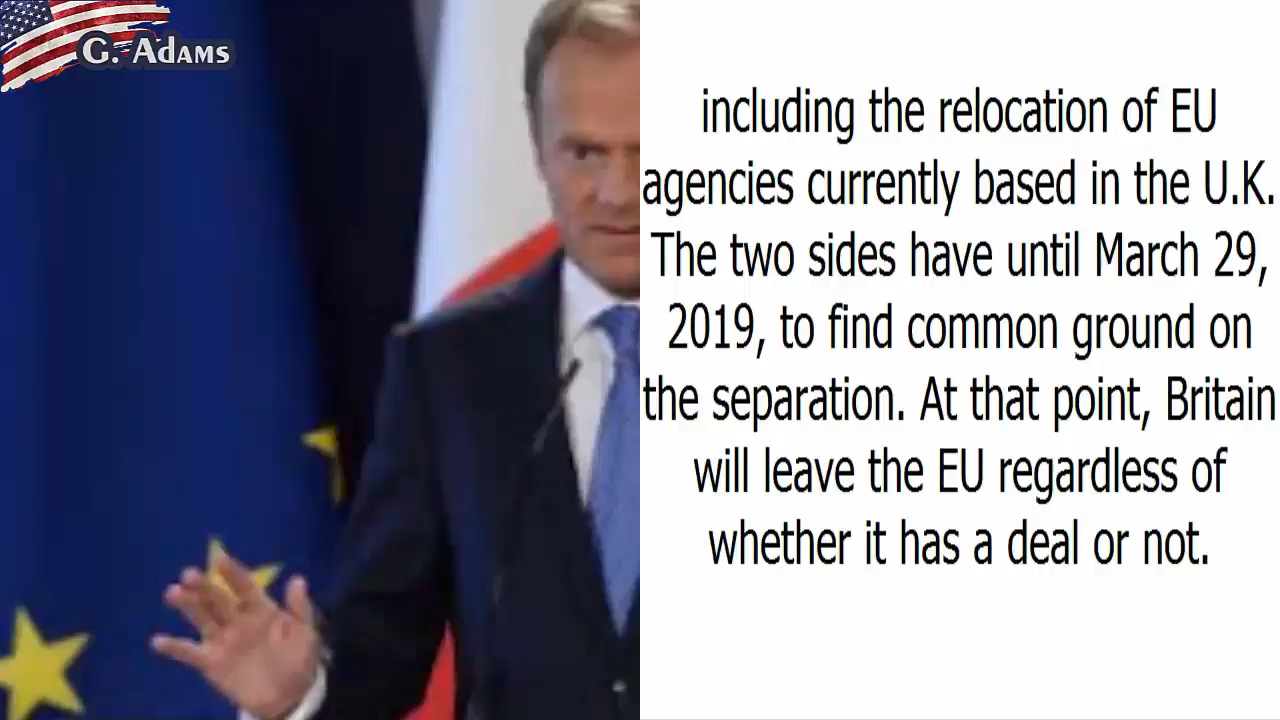 G. ADAMS
including the relocation of EU
agencies currently based in the U.K.
The two sides have until March 29,
2019, to find common ground on
the separation. At that point, Britain
will leave the EU regardless of
whether it has a deal or not.